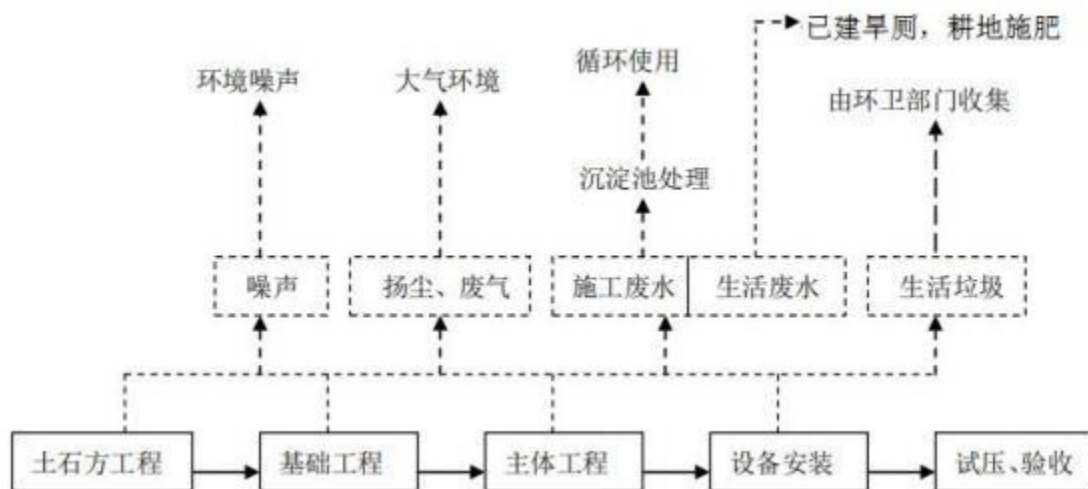 已建旱厕，耕地施肥
循环使用
环境噪声
大气环境
由环卫部门收集
沉淀池处理
噪声
扬尘、废气
施工废水
生活废水
生活垃圾
土石方工程
基础工程
主体工程
设备安装
试压、验收